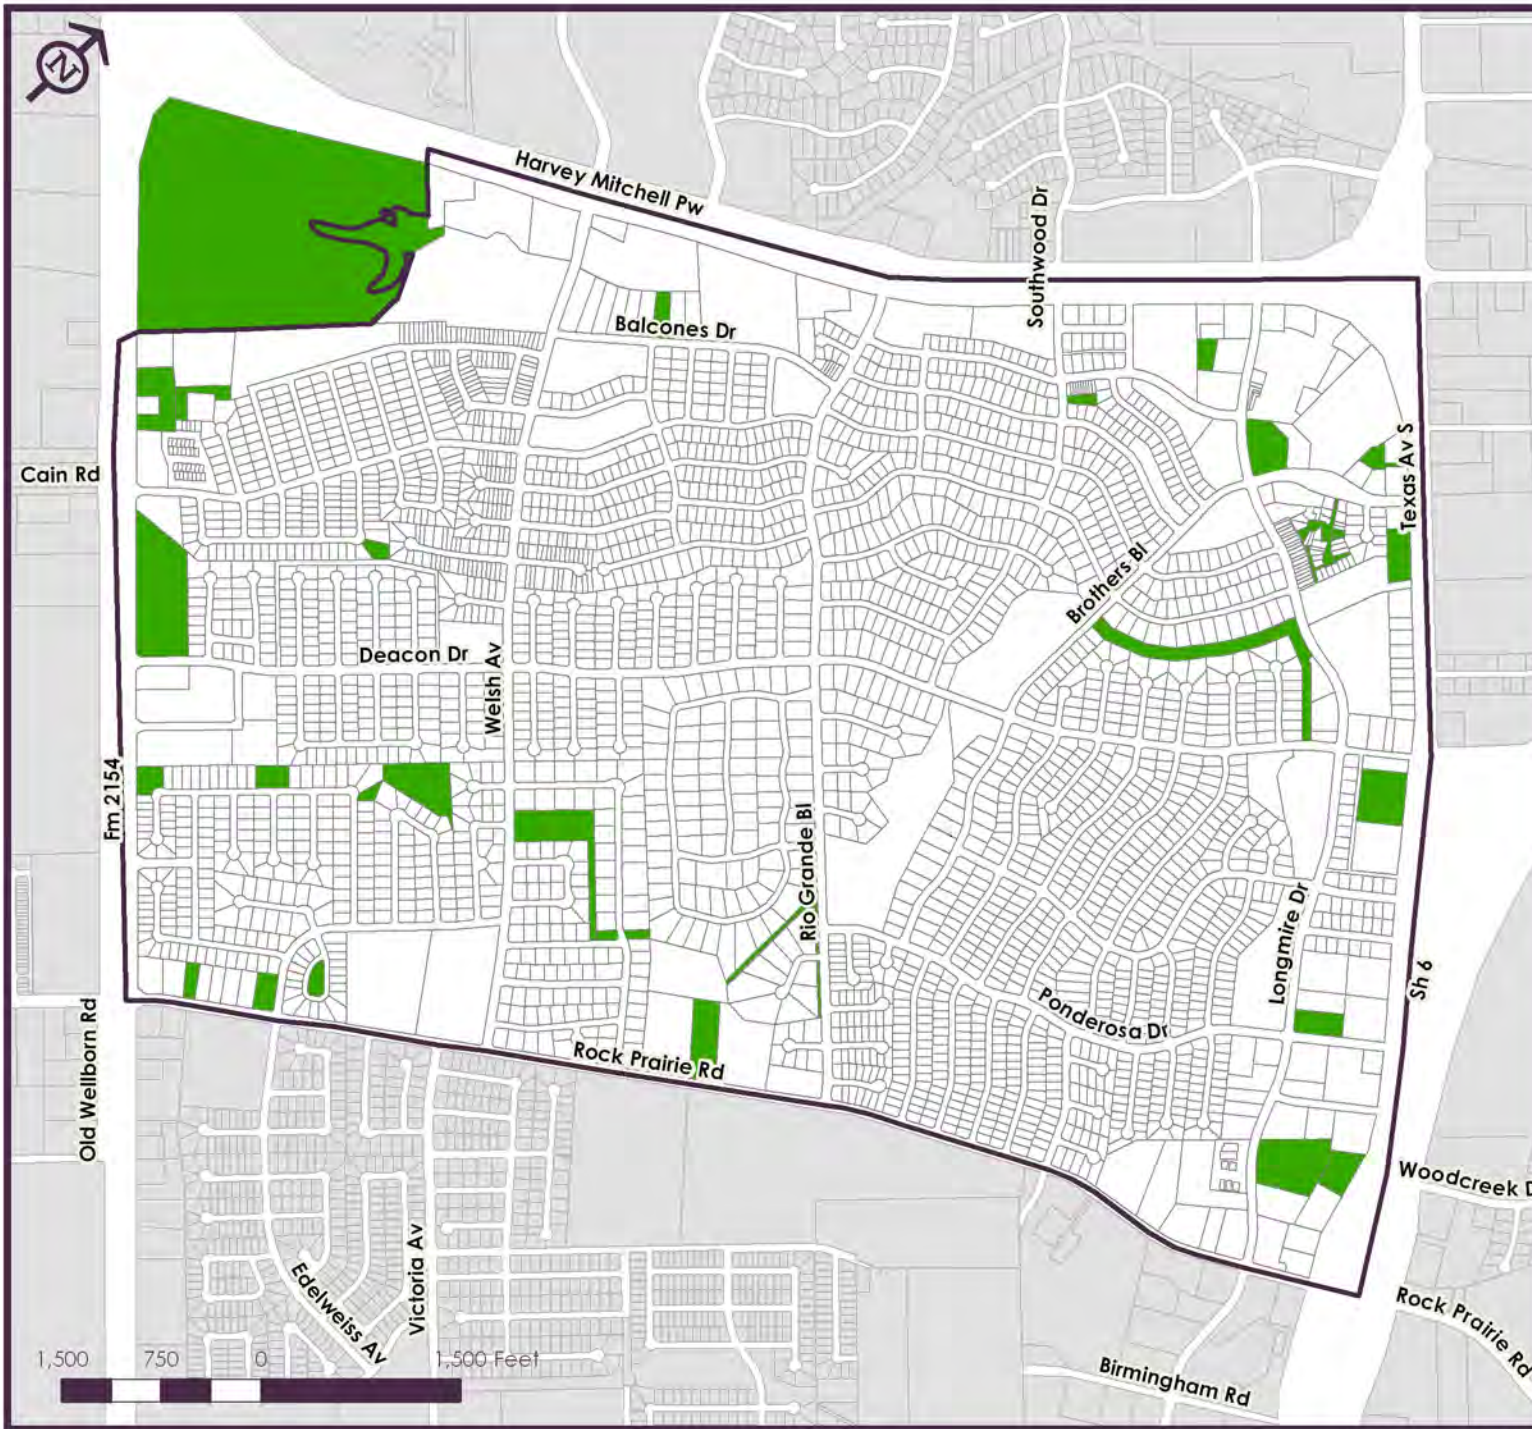 N
Harvey Mitchell Pw
Southwood Dr
Balcones Dr
Texas Av S
Cain Rd
Brothers Bl
Deacon Dr
Welsh Av
Fm 2154
Rio Grande Bl
Longmire Dr
Sh 6
Ponderosa Dr
Old Wellborn Rd
Rock Prairie Rd
Woodcreek D
Victoria Av
Edelweiss Av
Rock Prairie Rd
Birmingham Rd
1,500 750 0 1,500 Feet